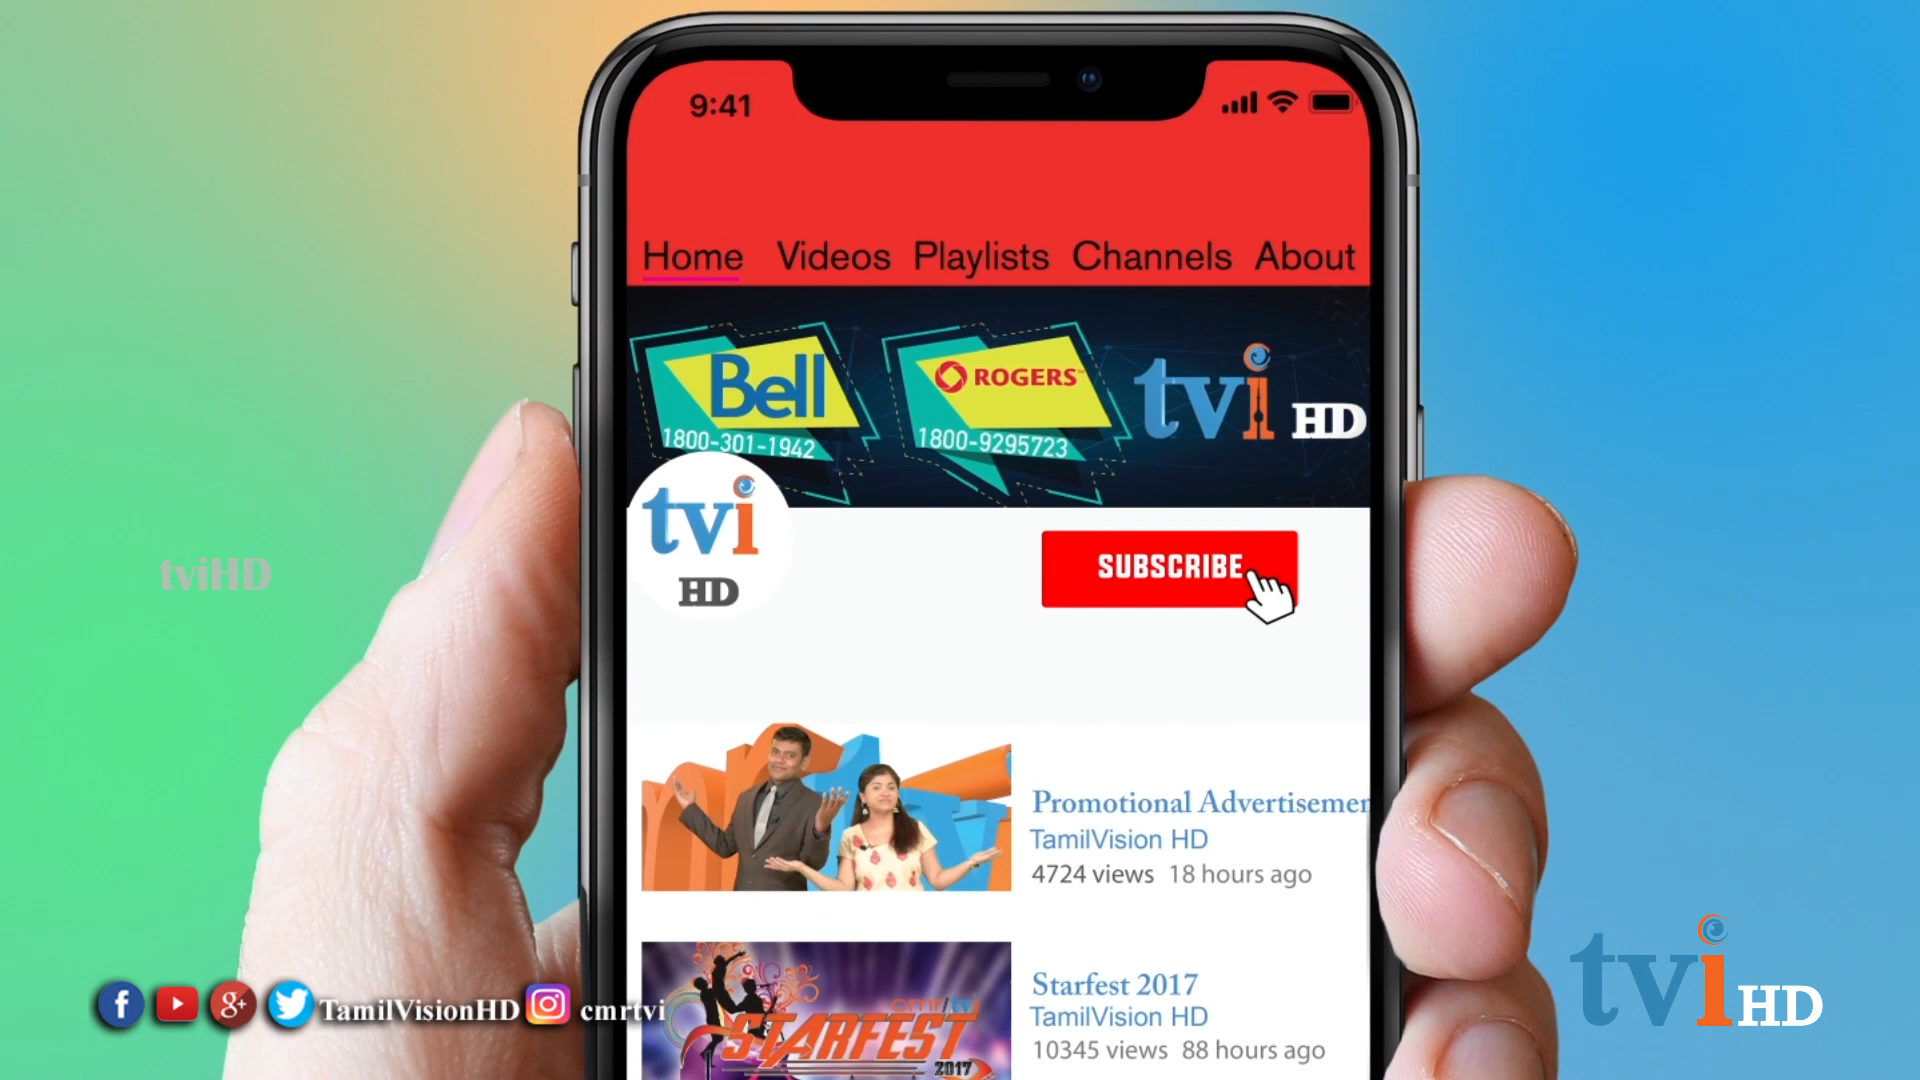 9:41
Home Videos Playlists Channels About
Bell
1800-301-1942
ROGERS
1800-9295723
tvi HD
tvi
HD
SUBSCRIBE
tviHD
Promotional Advertisemen
TamilVision HD
4724 views 18 hours ago
Starfest 2017
TamilVision HD
10345 views 88 hours ago
cmr/tvi
STARFEST
2017
f g+ TamilVisionHD cmrtvi
tvi HD